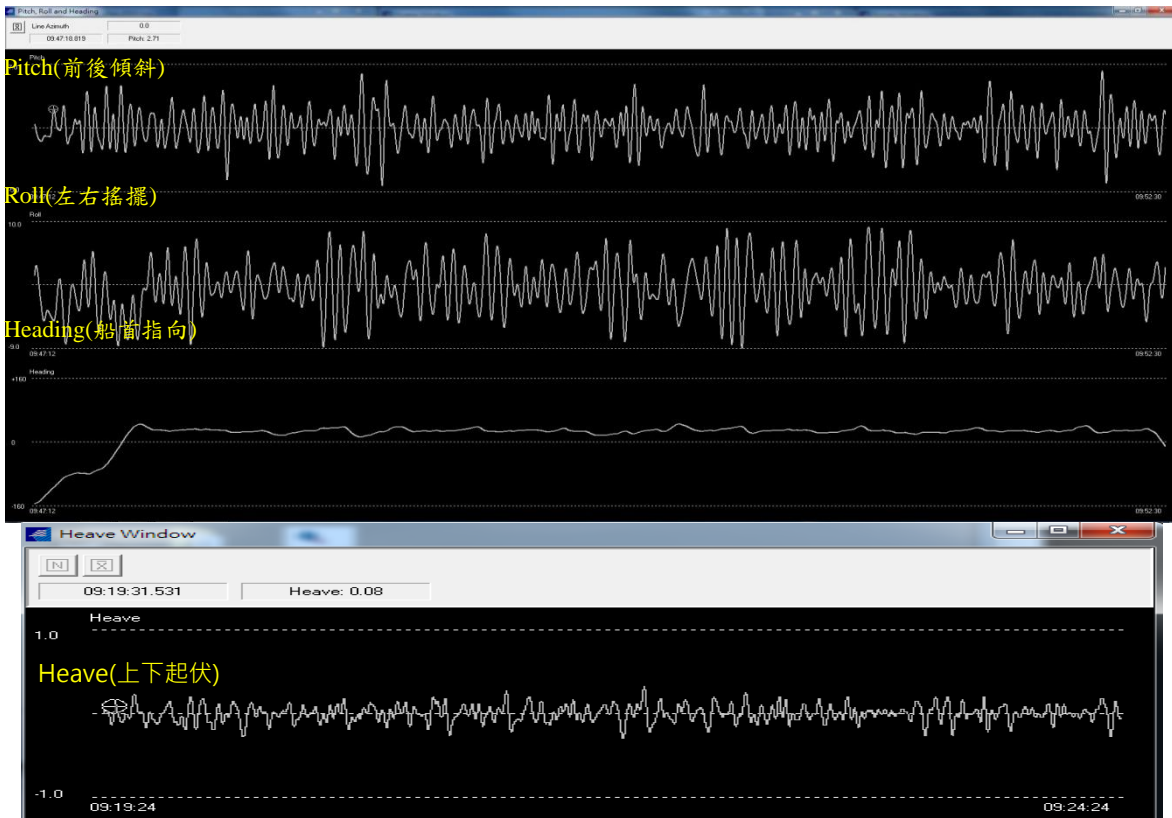 Pitch, Roll and Heading
Line Azimuth 0.0
09:47:18.819 Pitch: 2.71
Pitch
Pitch(前後傾斜)
Roll(左右搖擺)
09:52:30
Roll
10.0
Heading(船首指向)
-9.0
09:47:12 09:52:30
Heading
+160
0
-160
09:47:12 09:52:30
Heave Window
N X
09:19:31.531 Heave: 0.08
Heave
1.0
Heave(上下起伏)
-1.0
09:19:24 09:24:24